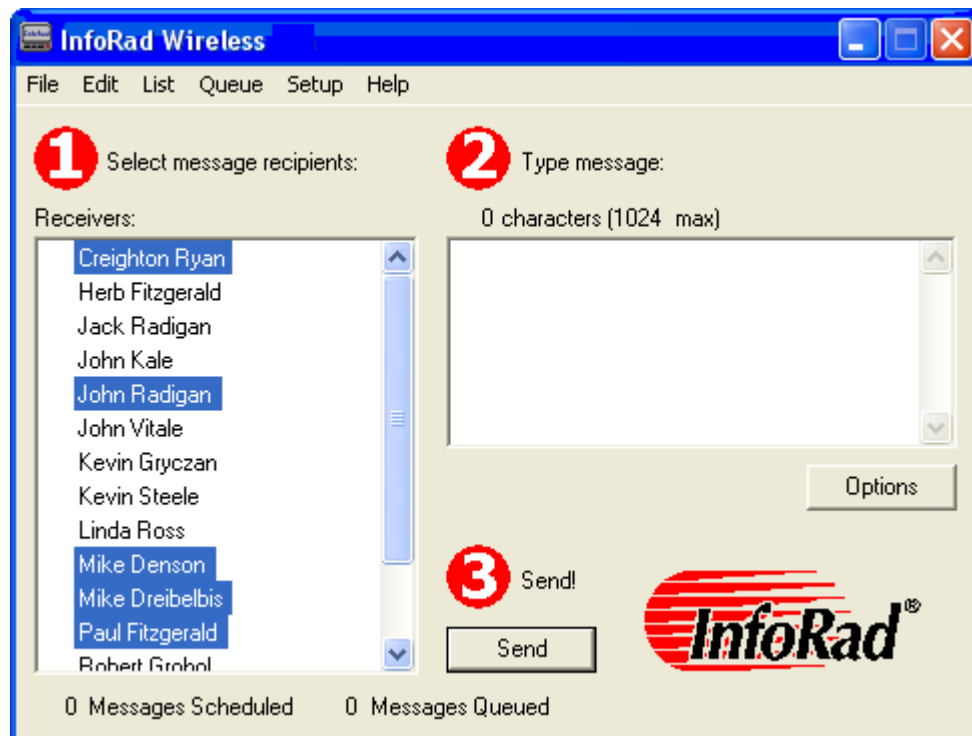 InfoRad Wireless
File Edit List Queue Setup Help
1 Select message recipients:
2 Type message:
Receivers:
0 characters (1024 max)
Creighton Ryan
Herb Fitzgerald
Jack Radigan
John Kale
John Radigan
John Vitale
Kevin Gryczan
Kevin Steele
Linda Ross
Mike Denson
Mike Dreibelbis
Paul Fitzgerald
Robert Grohol
Options
3 Send!
Send
InfoRad®
0 Messages Scheduled 0 Messages Queued